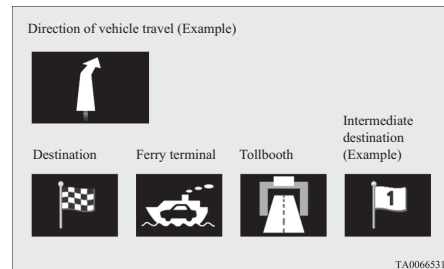 Direction of vehicle travel (Example)
Intermediate
destination
(Example)
Destination
Ferry terminal
Tollbooth
1
TA0066531